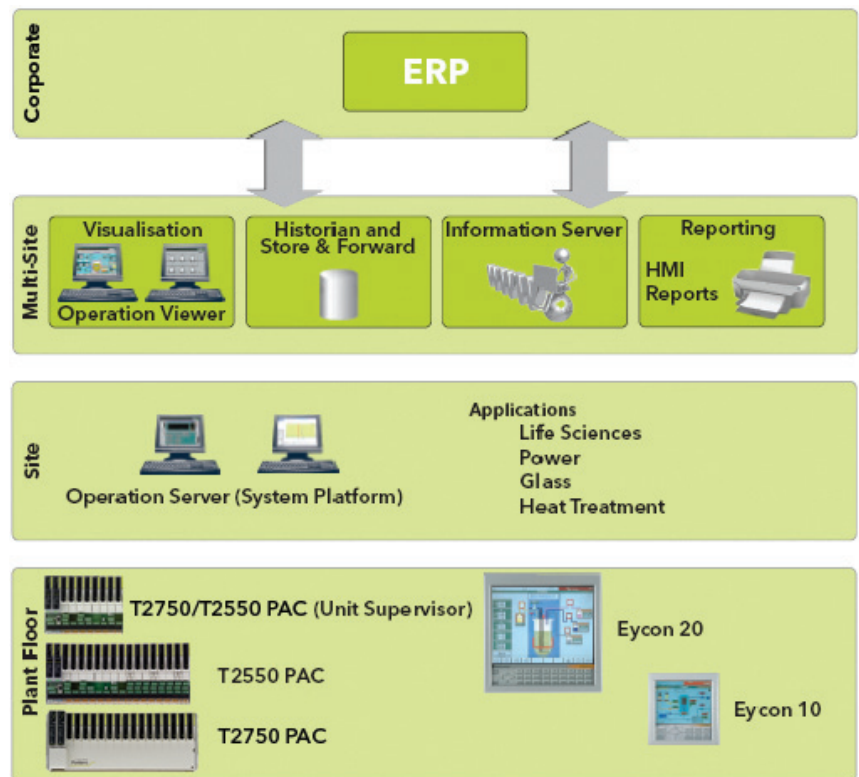 Corporate
ERP
Multi-Site
Visualisation
Operation Viewer
Historian and
Store & Forward
Information Server
Reporting
HMI
Reports
Site
Operation Server (System Platform)
Applications
Life Sciences
Power
Glass
Heat Treatment
Plant Floor
T2750/T2550 PAC (Unit Supervisor)
T2550 PAC
T2750 PAC
Eycon 20
Eycon 10